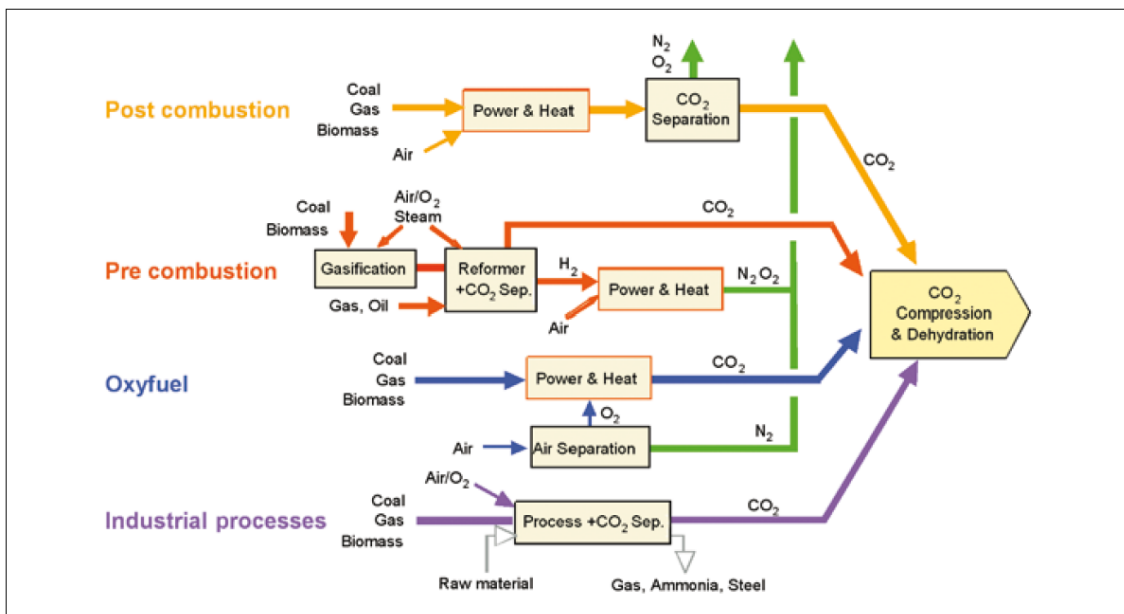 N₂
O₂
Post combustion
Coal
Gas
Biomass
Air
Power & Heat
CO₂
Separation
CO₂
Pre combustion
Coal
Biomass
Air/O₂
Steam
Gasification
Gas, Oil
Reformer
+CO₂ Sep.
CO₂
H₂
Air
Power & Heat
N₂ O₂
CO₂
Compression
& Dehydration
Oxyfuel
Coal
Gas
Biomass
Power & Heat
CO₂
O₂
Air
Air Separation
N₂
Industrial processes
Coal
Gas
Biomass
Air/O₂
Process +CO₂ Sep.
CO₂
Raw material
Gas, Ammonia, Steel